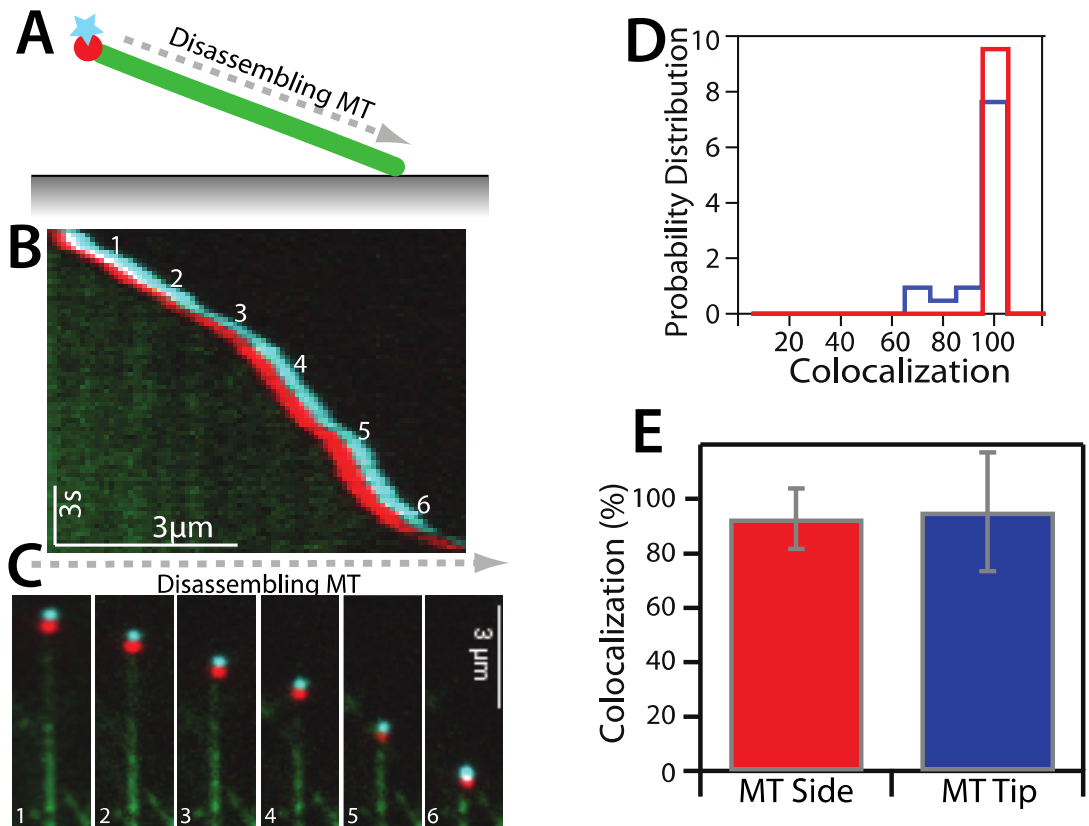 A
Disassembling MT
B
1
2
3
4
5
6
3s
3µm
C
Disassembling MT
3 µm
1 2 3 4 5 6
D
Probability Distribution
10
8
6
4
2
0
20 40 60 80 100
Colocalization
E
Colocalization (%)
100
80
60
40
20
0
MT Side MT Tip